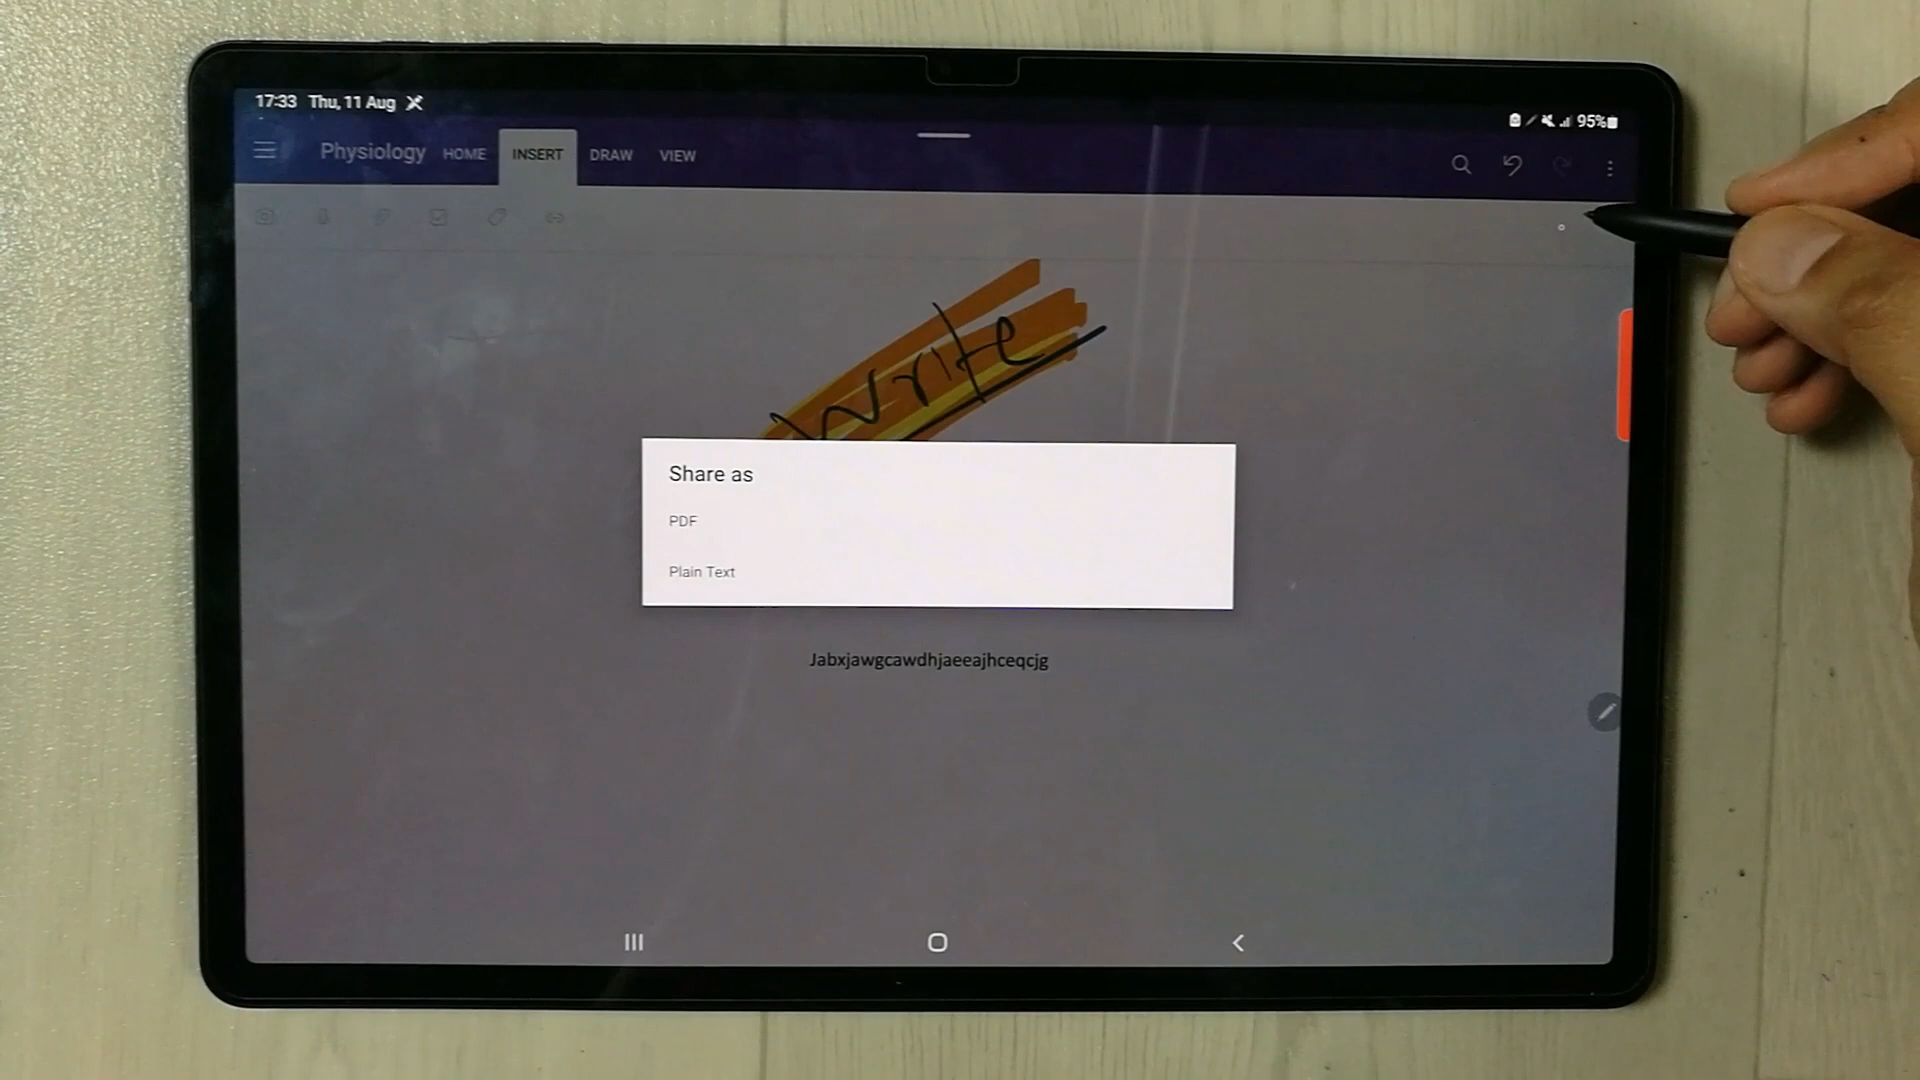 17:33 Thu, 11 Aug
95%
Physiology HOME INSERT DRAW VIEW
Write
Share as
PDF
Plain Text
Jabxjawgcawdhjaeeajhceqcjg